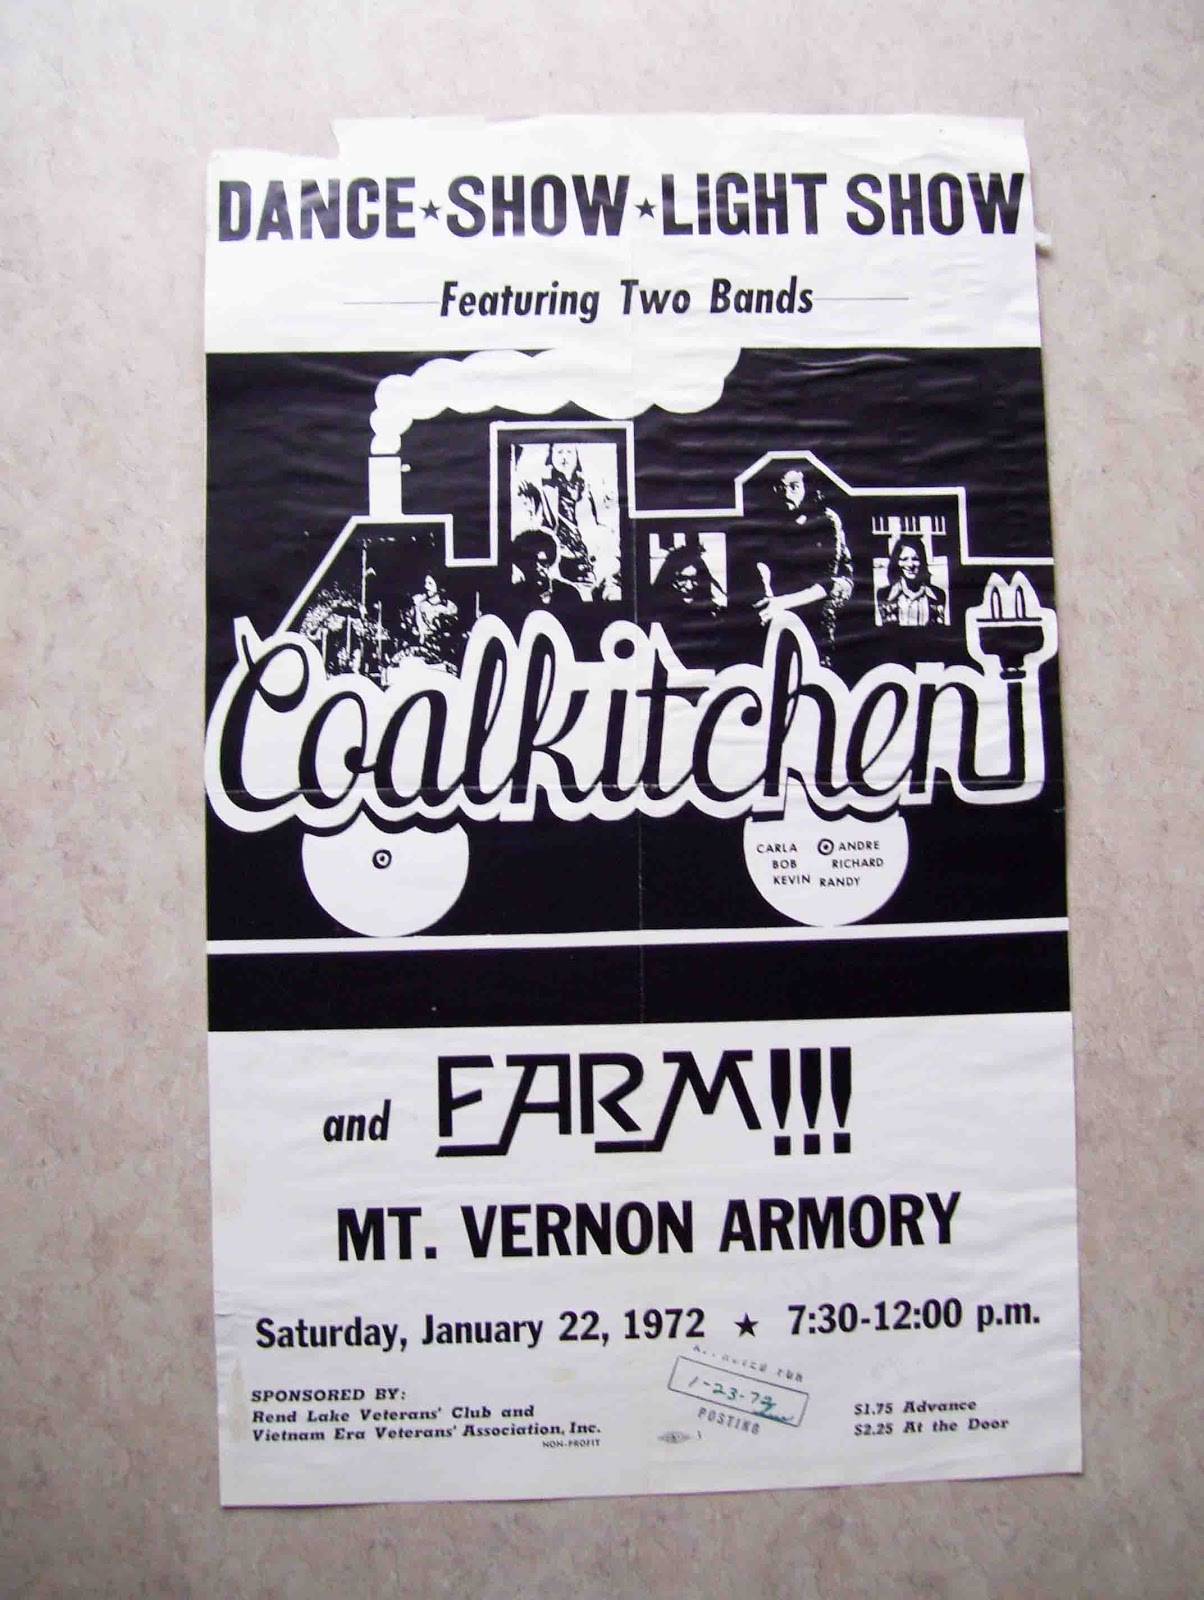 DANCE★SHOW★LIGHT SHOW
Featuring Two Bands
Coalkitchen
CARLA ANDRE
BOB RICHARD
KEVIN RANDY
and FARM!!!
MT. VERNON ARMORY
Saturday, January 22, 1972 ★ 7:30-12:00 p.m.
SPONSORED BY:
Rend Lake Veterans' Club and
Vietnam Era Veterans' Association, Inc.
NON-PROFIT
1-23-72
POSTING
$1.75 Advance
$2.25 At the Door